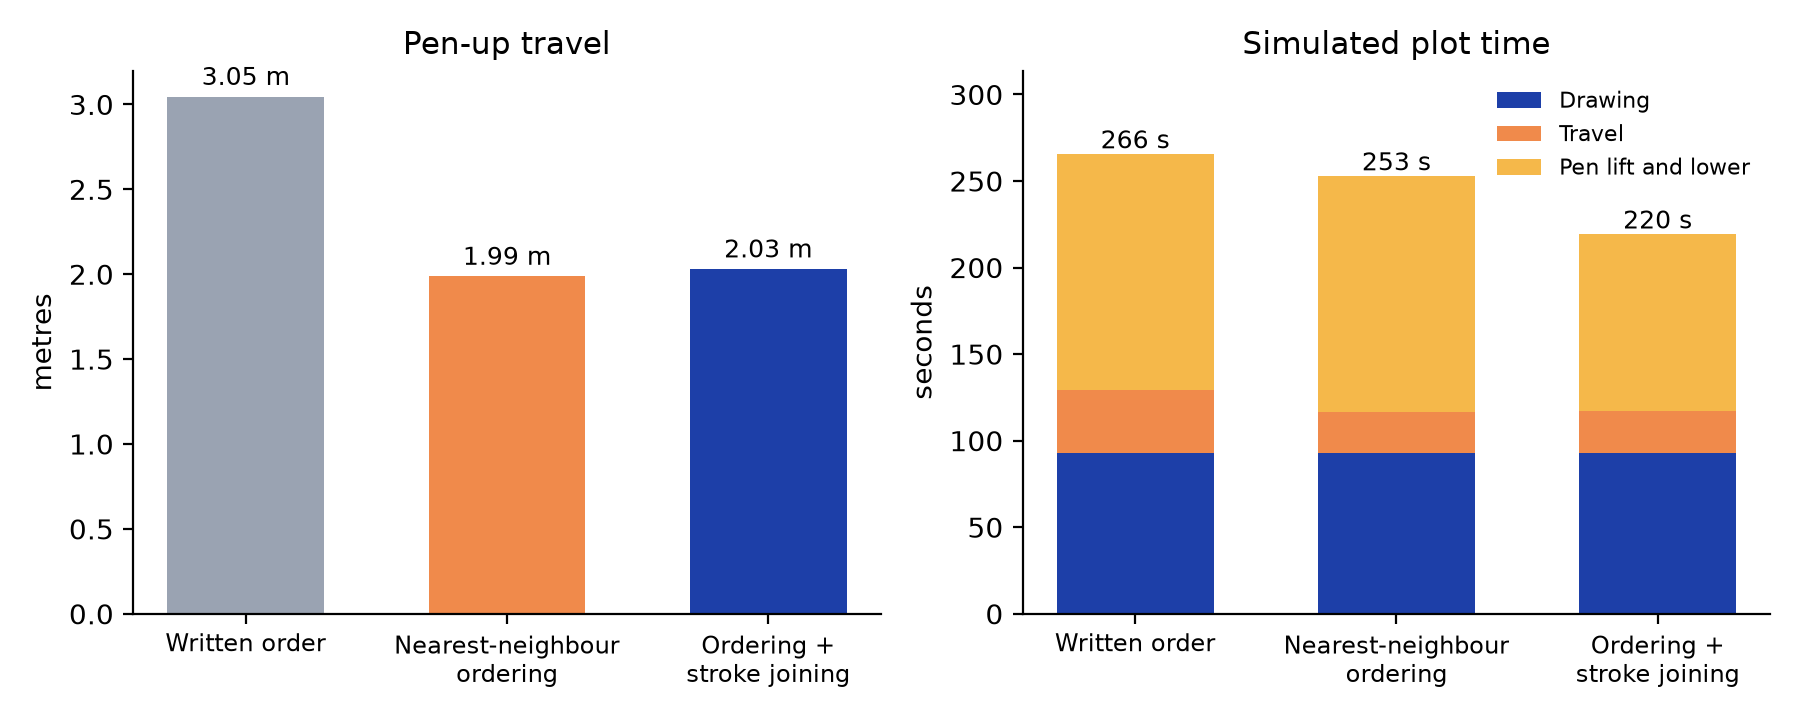 Pen-up travel
3.05 m
1.99 m
2.03 m
3.0
2.5
2.0
1.5
1.0
0.5
0.0
metres
Written order
Nearest-neighbour
ordering
Ordering +
stroke joining
Simulated plot time
Drawing
Travel
Pen lift and lower
266 s
253 s
220 s
300
250
200
150
100
50
0
seconds
Written order
Nearest-neighbour
ordering
Ordering +
stroke joining